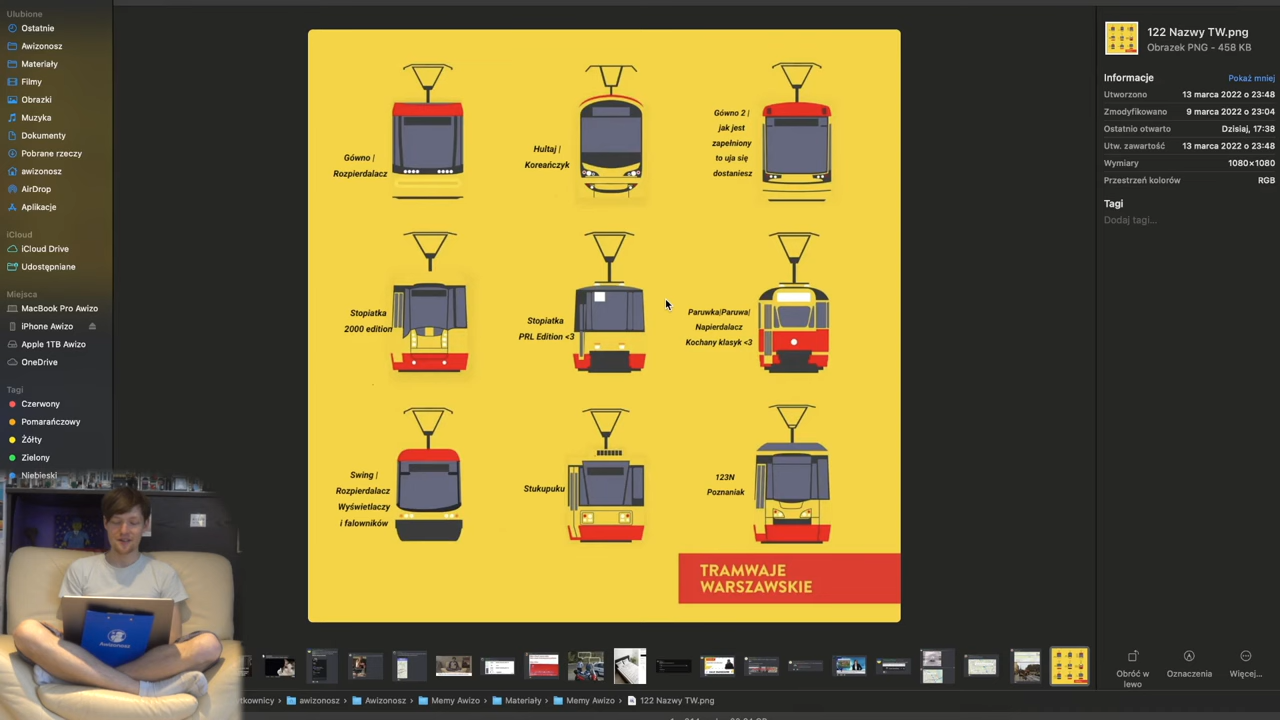 Ulubione
Ostatnie
Awizonosz
Materiały
Filmy
Obrazki
Muzyka
Dokumenty
Pobrane rzeczy
awizonosz
AirDrop
Aplikacje
iCloud
iCloud Drive
Udostępniane
Miejsca
MacBook Pro Awizo
iPhone Awizo
Apple 1TB Awizo
OneDrive
Tagi
Czerwony
Pomarańczowy
Żółty
Zielony
Niebieski
Awizonosz
Gówno |
Rozpierdalacz
Hultaj |
Koreańczyk
Gówno 2 |
jak jest
zapełniony
to uja się
dostaniesz
Stopiatka
2000 edition
Stopiatka
PRL Edition <3
Paruwka|Paruwa|
Napierdalacz
Kochany klasyk <3
Swing |
Rozpierdalacz
Wyświetlaczy
i falowników
Stukupuku
123N
Poznaniak
TRAMWAJE
WARSZAWSKIE
122 Nazwy TW.png
Obrazek PNG - 458 KB
Informacje
Pokaż mniej
Utworzono 13 marca 2022 o 23:48
Zmodyfikowano 9 marca 2022 o 23:04
Ostatnio otwarto Dzisiaj, 17:38
Utw. zawartość 13 marca 2022 o 23:48
Wymiary 1080×1080
Przestrzeń kolorów RGB
Tagi
Dodaj tagi...
Obróć w
lewo
Oznaczenia
Więcej...
awizonosz
Awizonosz
Memy Awizo
Materiały
Memy Awizo
122 Nazwy TW.png